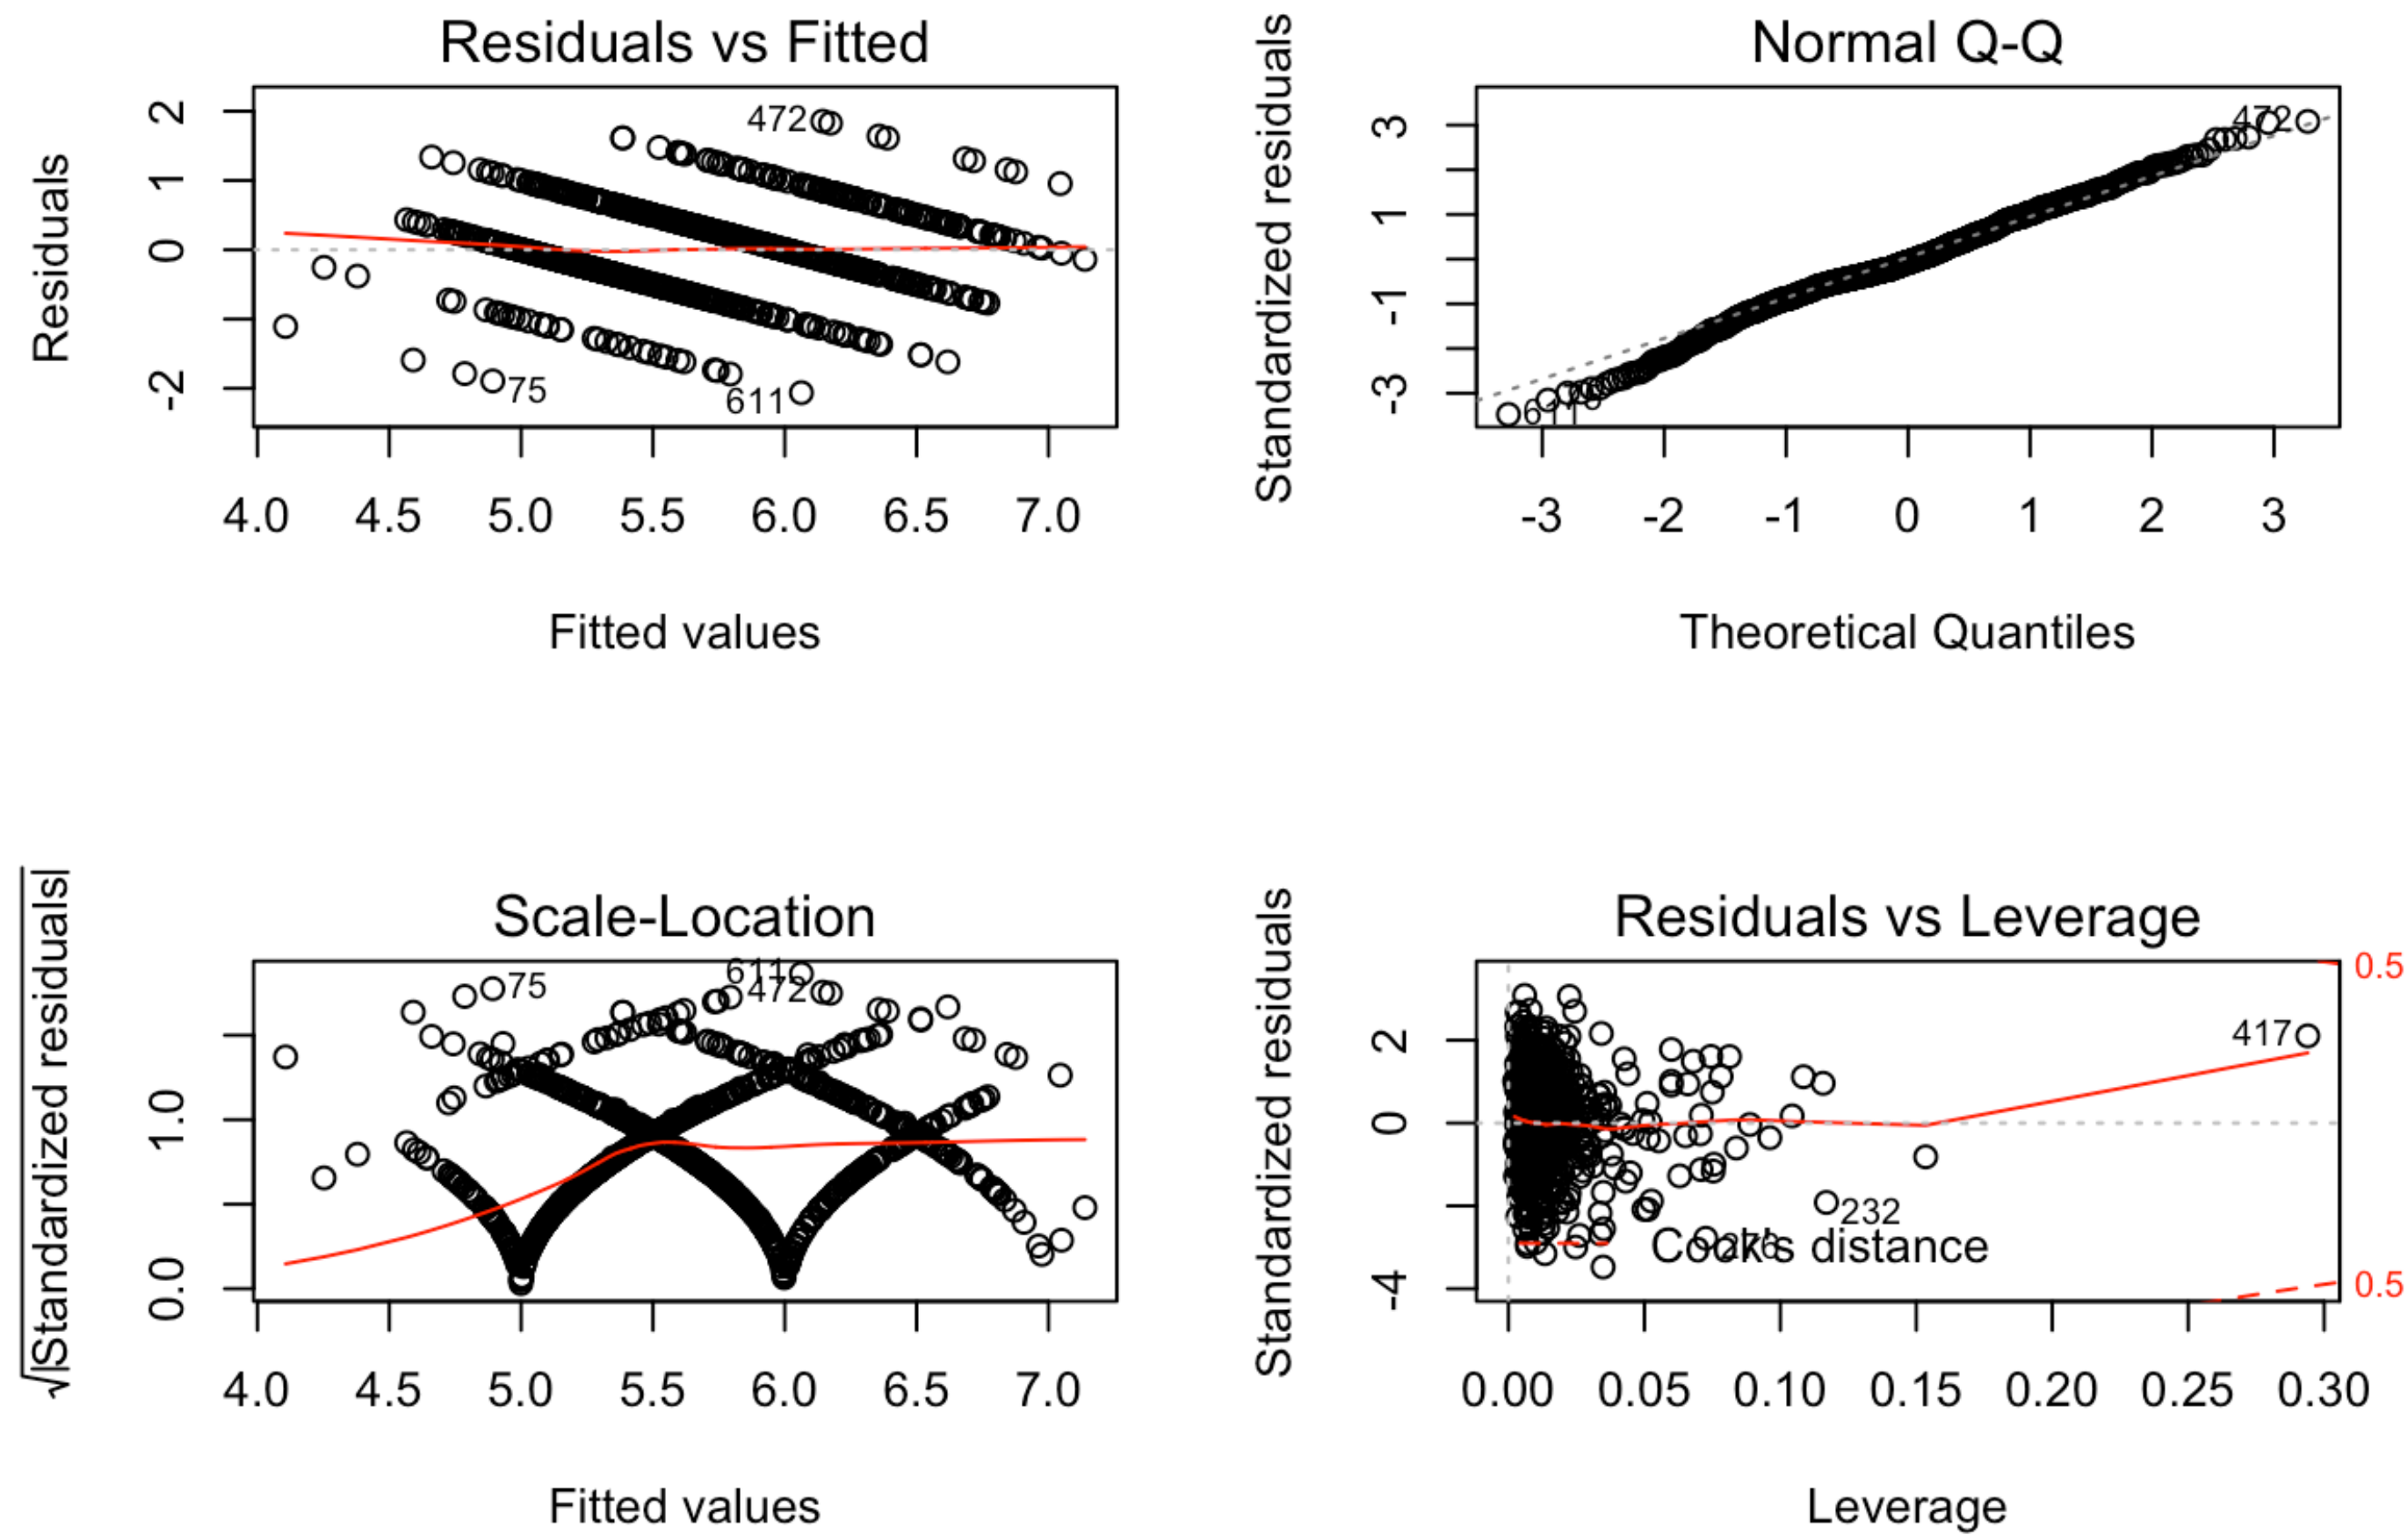 Residuals vs Fitted
Residuals
2
1
0
-2
472
75
611
4.0 4.5 5.0 5.5 6.0 6.5 7.0
Fitted values
Normal Q-Q
Standardized residuals
3
1
-1
-3
472
-3 -2 -1 0 1 2 3
Theoretical Quantiles
Scale-Location
√|Standardized residuals|
1.0
0.0
75
611
472
4.0 4.5 5.0 5.5 6.0 6.5 7.0
Fitted values
Residuals vs Leverage
Standardized residuals
2
0
-4
0.5
417
232
Cook's distance
0.5
0.00 0.05 0.10 0.15 0.20 0.25 0.30
Leverage